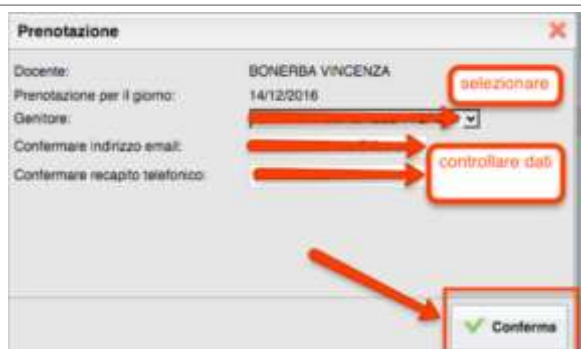 Prenotazione
Docente: BONERBA VINCENZA
Prenotazione per il giorno: 14/12/2016
selezionare
Genitore:
Confermare indirizzo email:
controllare dati
Confermare recapito telefonico:
Conferma